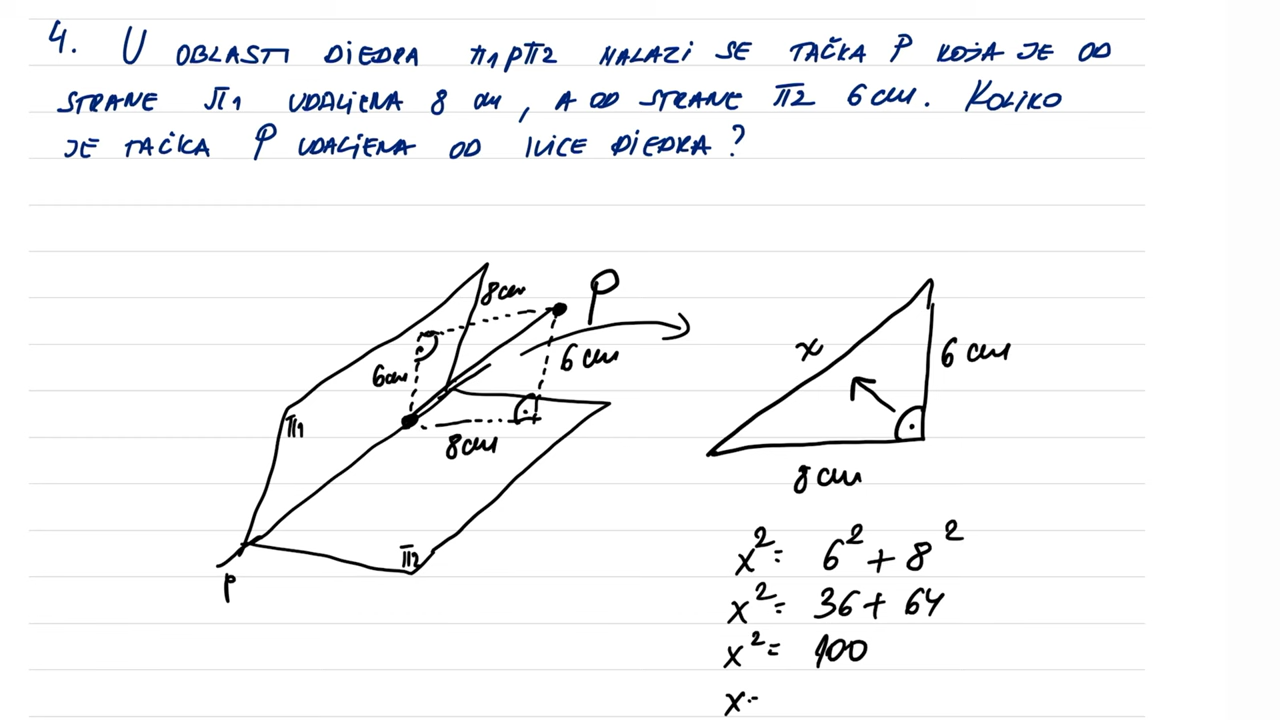 4. U OBLASTI DIEDRA π1pπ2 NALAZI SE TAČKA P KOJA JE OD
STRANE π1 UDALJENA 8 cm, A OD STRANE π2 6 cm. KOLIKO
JE TAČKA P UDALJENA OD IVICE DIEDRA?
8cm
P
6 cm
6cm
8cm
π1
π2
p
x
6 cm
8 cm
x² = 6² + 8²
x² = 36 + 64
x² = 100
x=